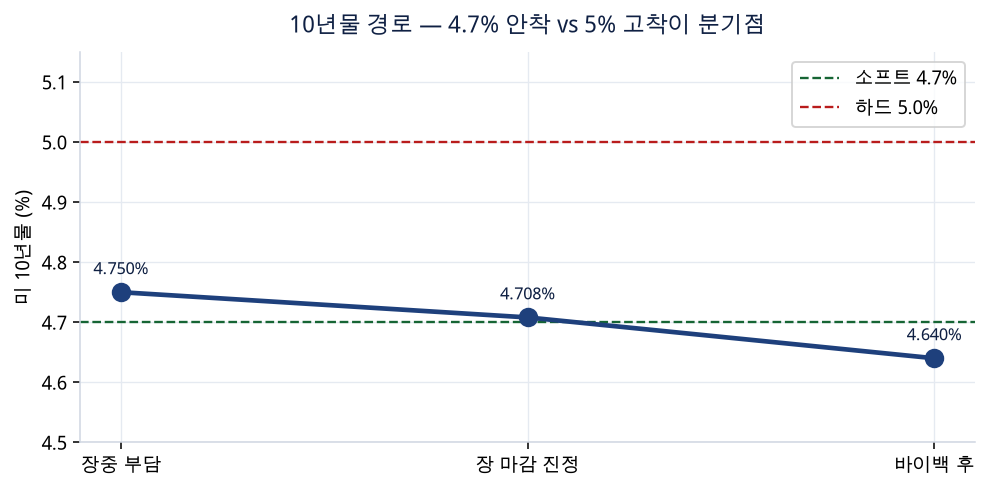 10년물 경로 — 4.7% 안착 vs 5% 고착이 분기점
소프트 4.7%
하드 5.0%
미 10년물 (%)
5.1
5.0
4.9
4.8
4.7
4.6
4.5
4.750%
4.708%
4.640%
장중 부담
장 마감 진정
바이백 후